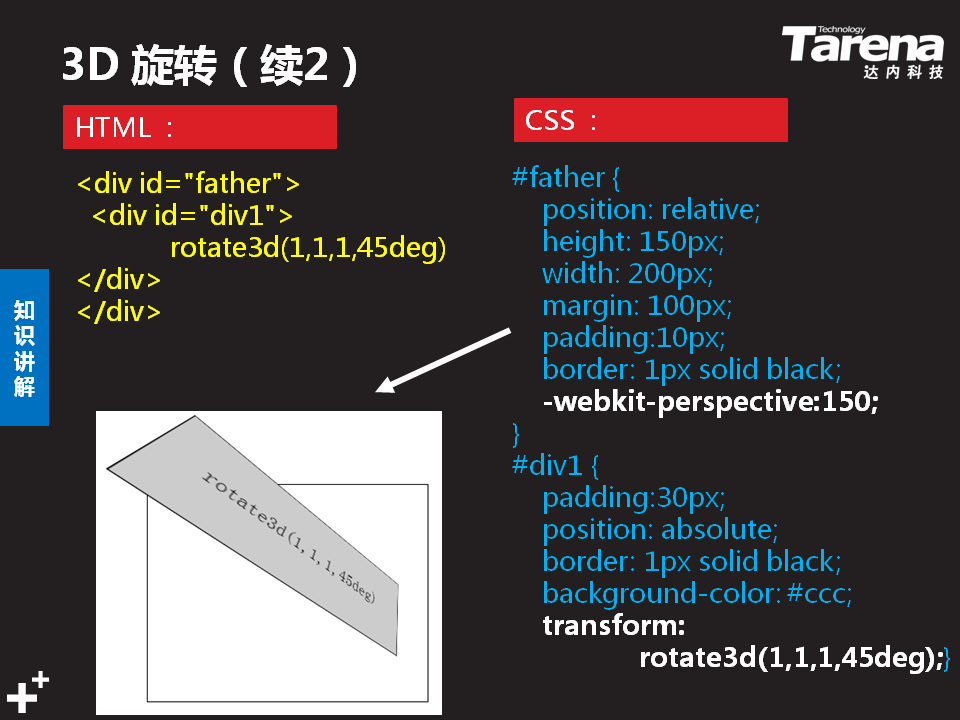 3D 旋转（续2）
Technology
Tarena
达内科技
HTML ：
<div id="father">
<div id="div1">
rotate3d(1,1,1,45deg)
</div>
</div>
知识讲解
rotate3d(1,1,1,45deg)
CSS ：
#father {
position: relative;
height: 150px;
width: 200px;
margin: 100px;
padding:10px;
border: 1px solid black;
-webkit-perspective:150;
}
#div1 {
padding:30px;
position: absolute;
border: 1px solid black;
background-color: #ccc;
transform:
rotate3d(1,1,1,45deg);}